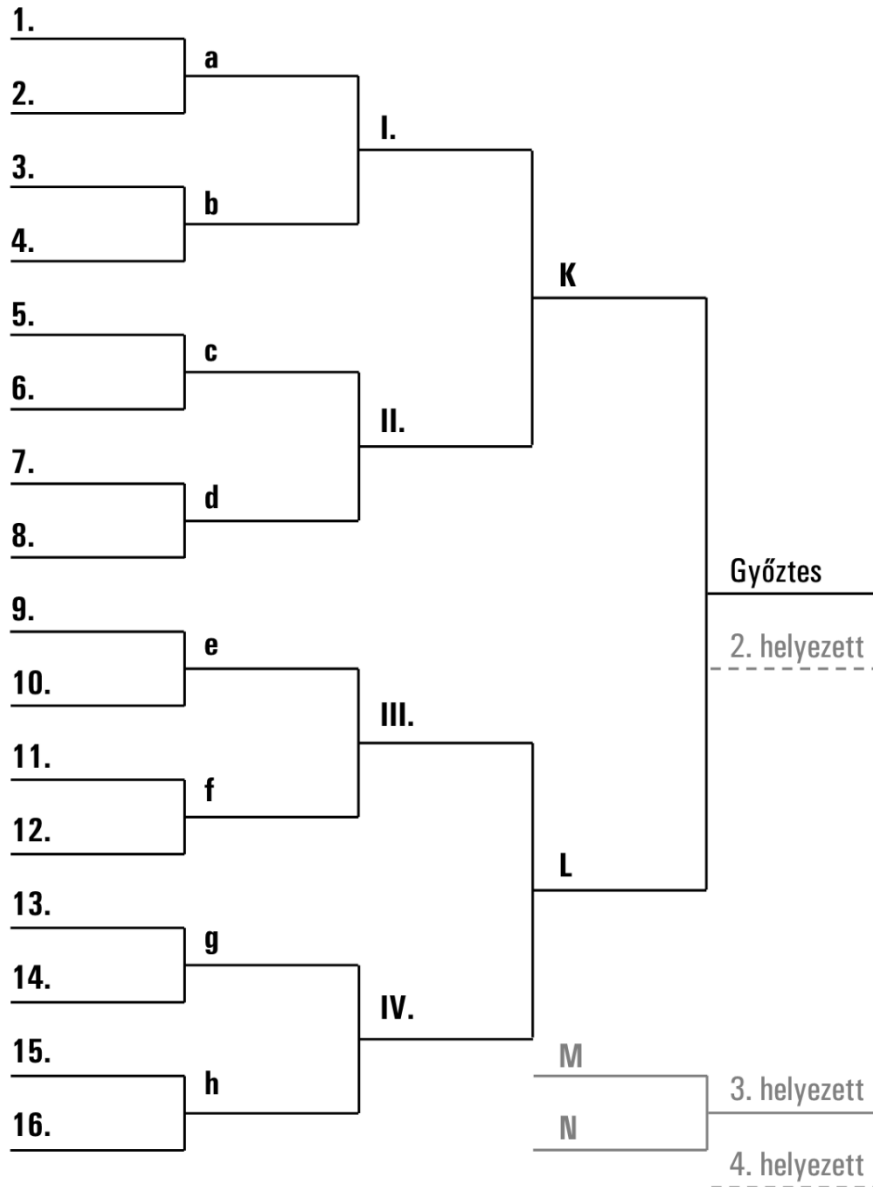 1.
a
2.
I.
3.
b
4.
K
5.
c
6.
II.
7.
d
8.
Győztes
9.
2. helyezett
e
10.
III.
11.
f
12.
L
13.
g
14.
IV.
15.
M
h
3. helyezett
16.
N
4. helyezett